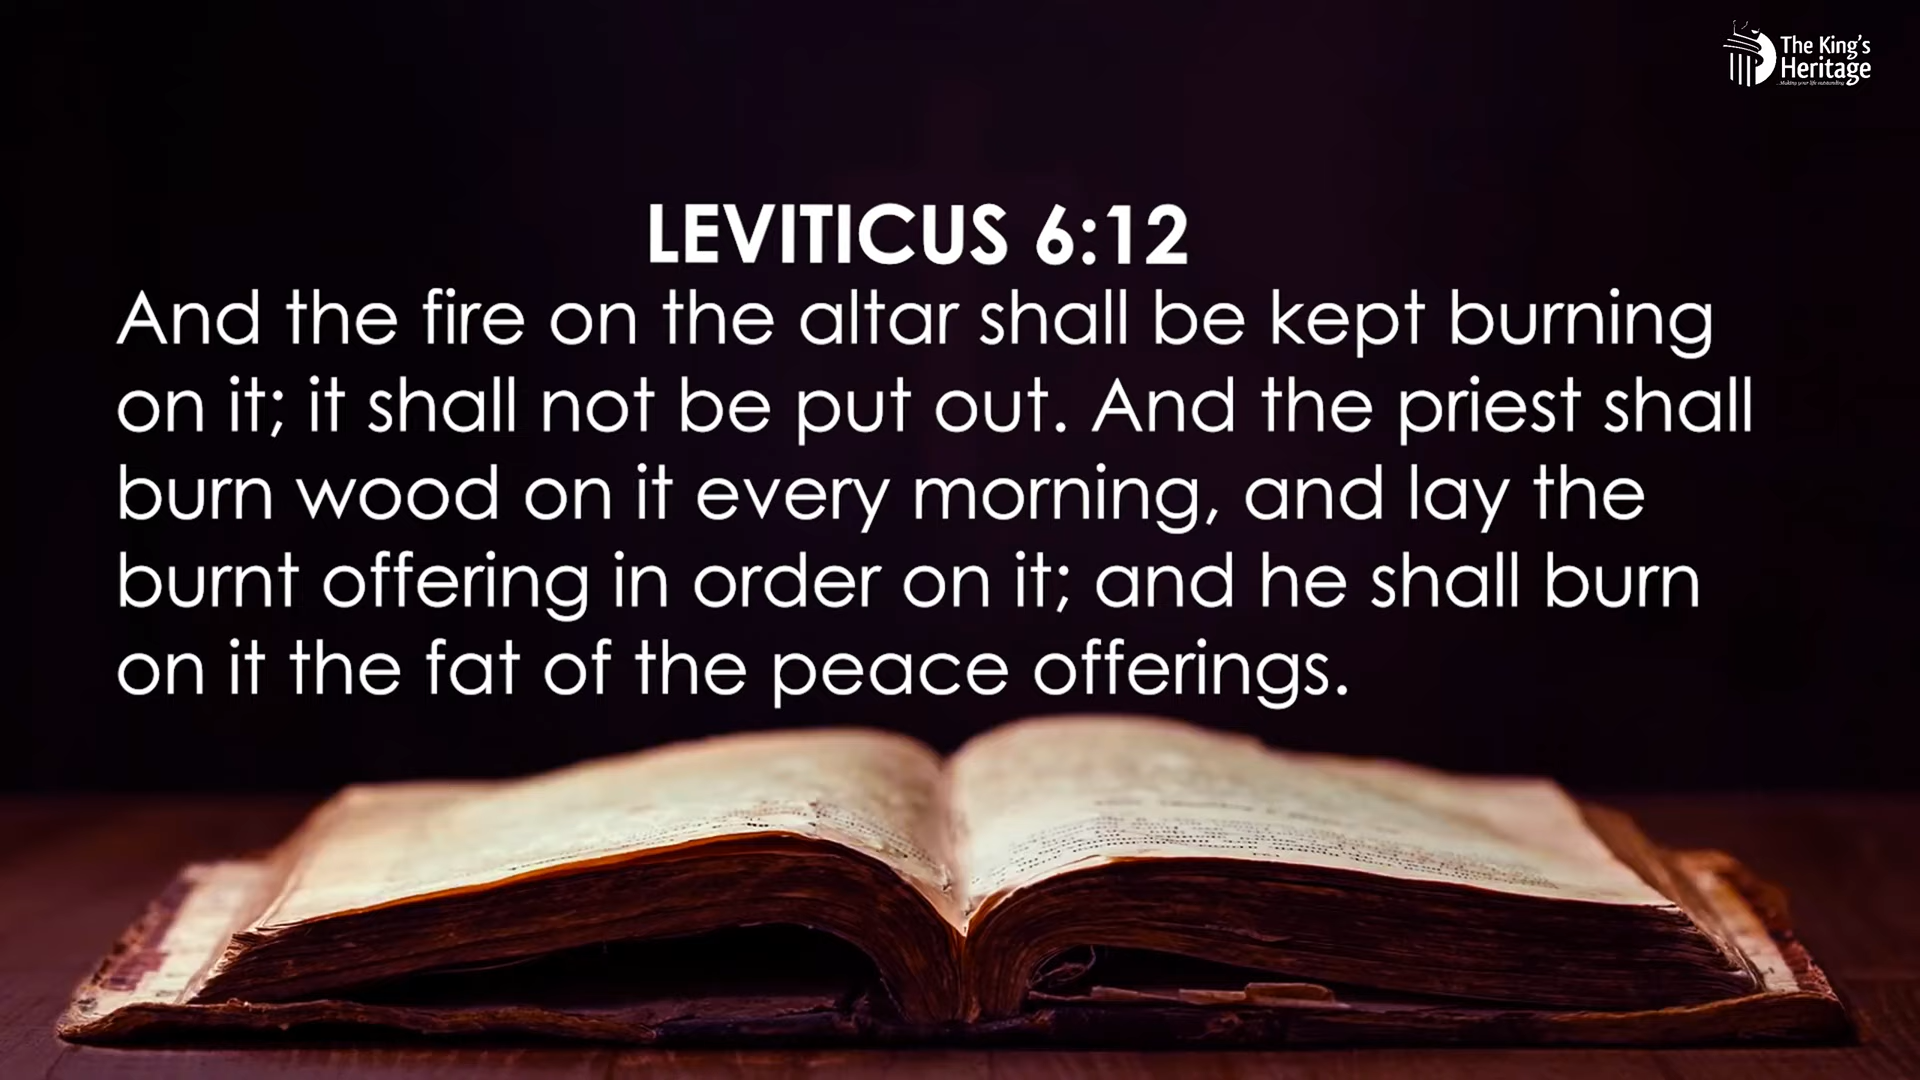 The King's
Heritage
LEVITICUS 6:12
And the fire on the altar shall be kept burning
on it; it shall not be put out. And the priest shall
burn wood on it every morning, and lay the
burnt offering in order on it; and he shall burn
on it the fat of the peace offerings.